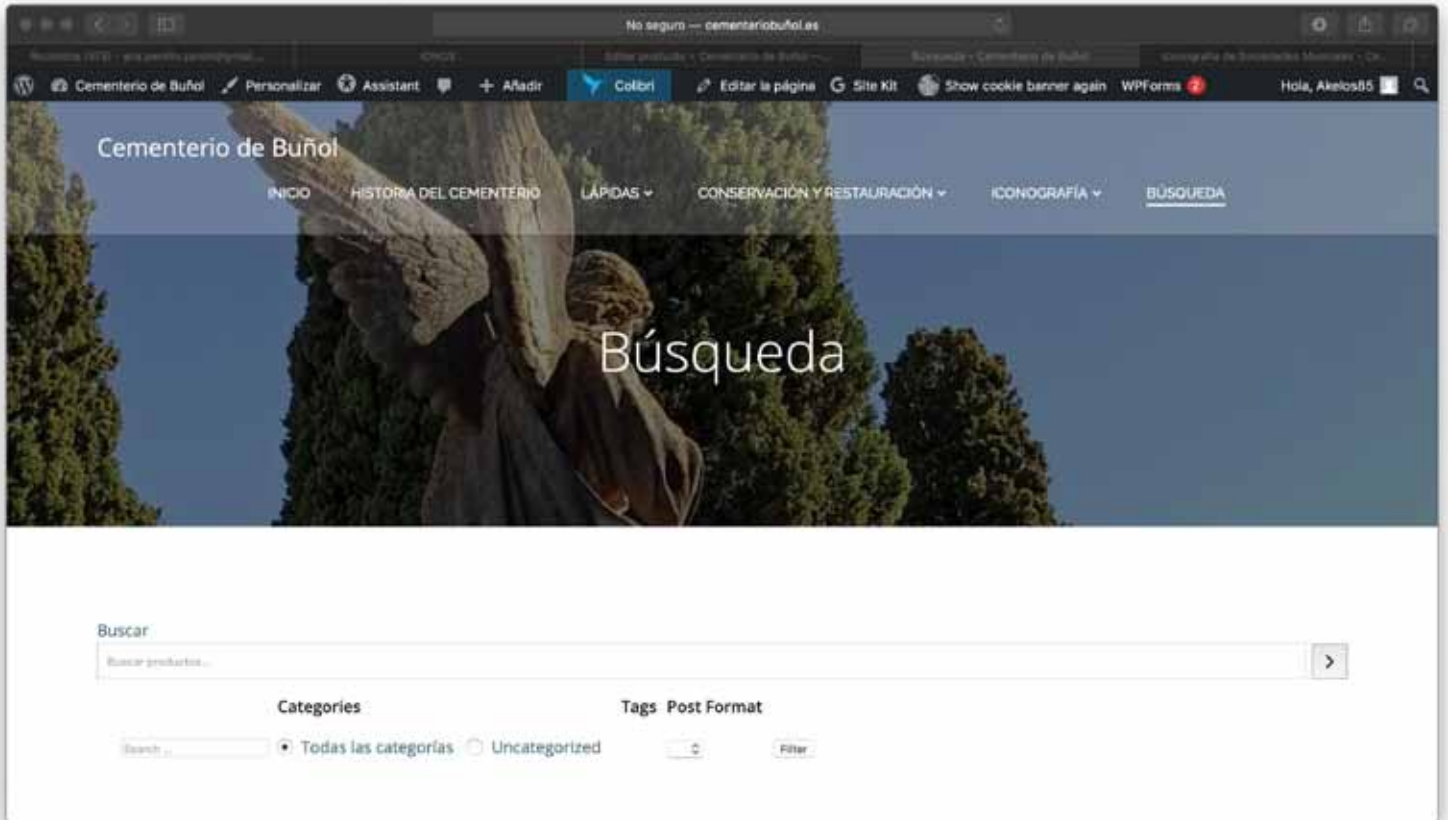 No seguro — cementeriobuñol.es
Cementerio de Buñol Personalizar Assistant + Añadir Colibri Editar la página G Site Kit Show cookie banner again WPForms 2 Hola, Akelos85
Cementerio de Buñol
INICIO HISTORIA DEL CEMENTERIO LÁPIDAS CONSERVACIÓN Y RESTAURACIÓN ICONOGRAFÍA BÚSQUEDA
Búsqueda
Buscar
Buscar productos...
Categories Tags Post Format
Search ... Todas las categorías Uncategorized Filter